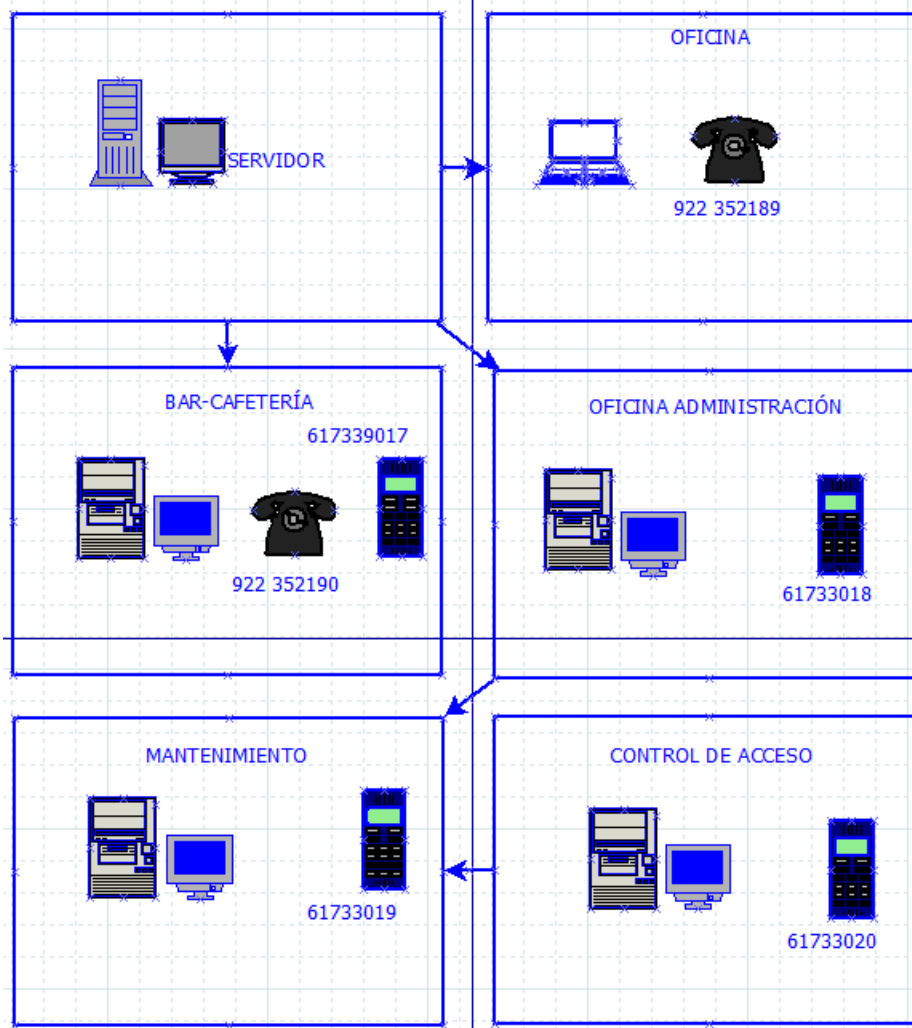 SERVIDOR
OFICINA
922 352189
BAR-CAFETERÍA
617339017
922 352190
OFICINA ADMINISTRACIÓN
61733018
MANTENIMIENTO
61733019
CONTROL DE ACCESO
61733020